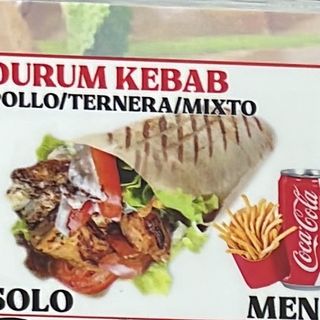 DURUM KEBAB
POLLO/TERNERA/MIXTO
Coca-Cola
SOLO
MEN